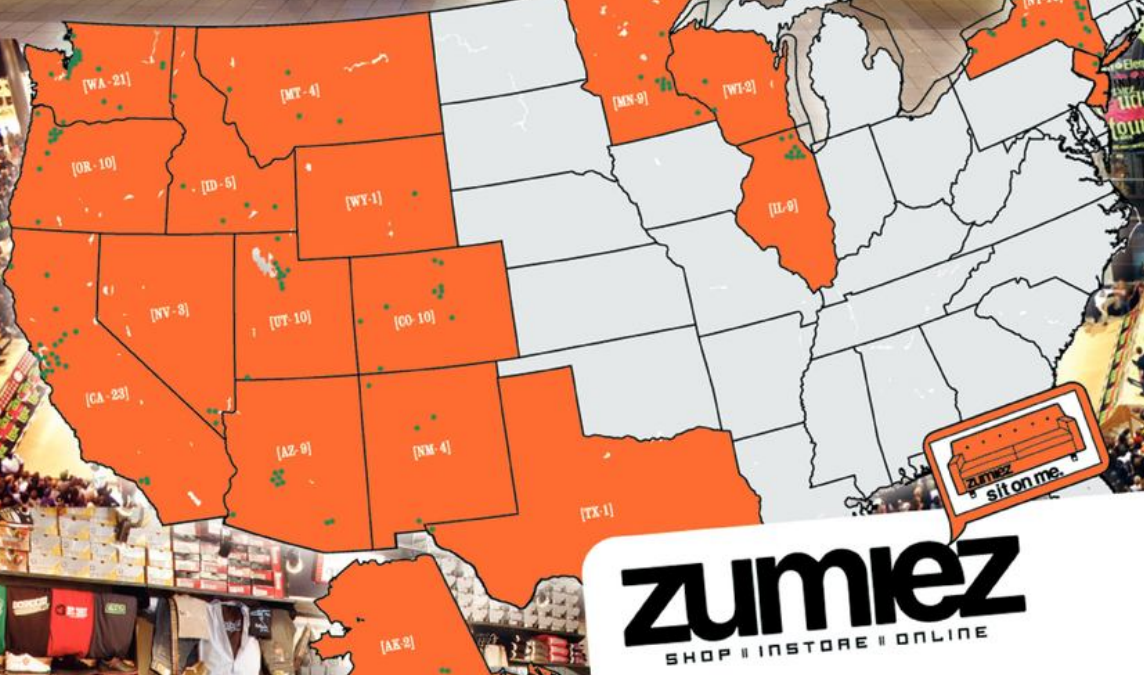 [WA - 21]
[MT - 4]
[MN-9]
[WI-2]
[OR - 10]
[ID - 5]
[WY-1]
[IL-9]
[NV - 3]
[UT- 10]
[CO- 10]
[CA - 23]
[AZ- 9]
[NM- 4]
[TX-1]
[AK-2]
zumiez
sit on me.
zumiez
SHOP || INSTORE || ONLINE